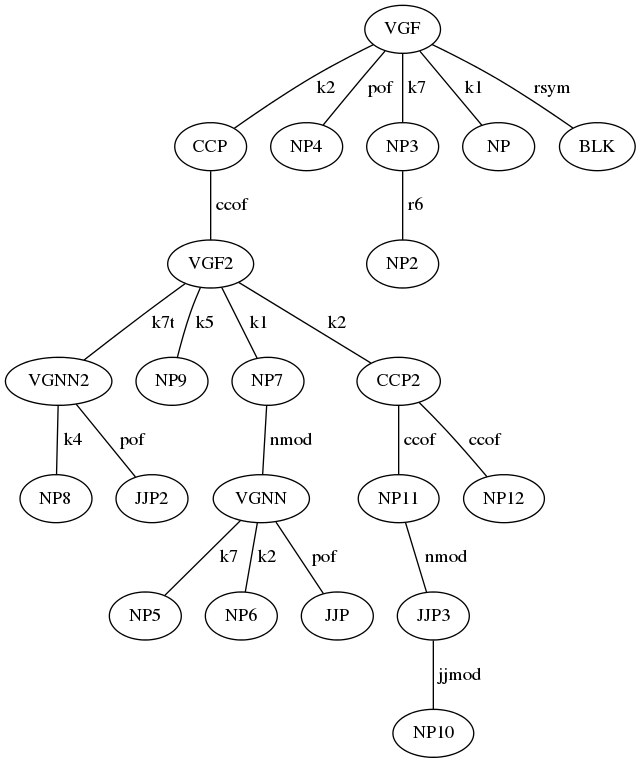 VGF
k2 pof k7 k1 rsym
CCP NP4 NP3 NP BLK
ccof r6
VGF2 NP2
k7t k5 k1 k2
VGNN2 NP9 NP7 CCP2
k4 pof nmod ccof ccof
NP8 JJP2 VGNN NP11 NP12
k7 k2 pof nmod
NP5 NP6 JJP JJP3
jjmod
NP10